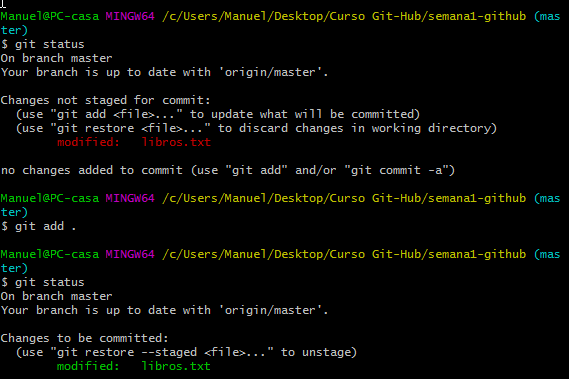 Manuel@PC-casa MINGW64 /c/Users/Manuel/Desktop/Curso Git-Hub/semana1-github (mas
ter)
$ git status
On branch master
Your branch is up to date with 'origin/master'.
Changes not staged for commit:
  (use "git add <file>..." to update what will be committed)
  (use "git restore <file>..." to discard changes in working directory)
        modified:   libros.txt
no changes added to commit (use "git add" and/or "git commit -a")
Manuel@PC-casa MINGW64 /c/Users/Manuel/Desktop/Curso Git-Hub/semana1-github (mas
ter)
$ git add .
Manuel@PC-casa MINGW64 /c/Users/Manuel/Desktop/Curso Git-Hub/semana1-github (mas
ter)
$ git status
On branch master
Your branch is up to date with 'origin/master'.
Changes to be committed:
  (use "git restore --staged <file>..." to unstage)
        modified:   libros.txt